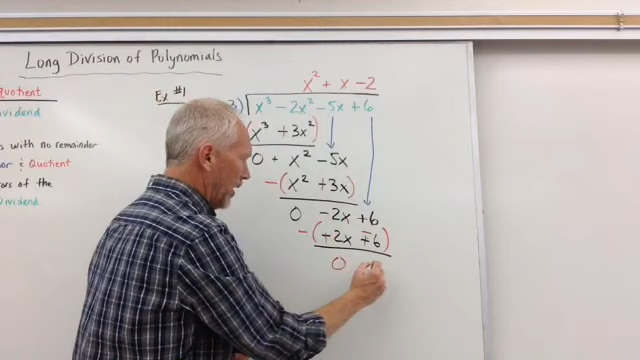 Long Division of Polynomials
Quotient
Dividend
Ex #1
s with no remainder
or & Quotient
ors of the
Dividend
x² + x - 2
3) x³ - 2x² - 5x + 6
(x³ + 3x²)
0 + x² - 5x
-(x² + 3x)
0 -2x +6
-(+2x ∓6)
0